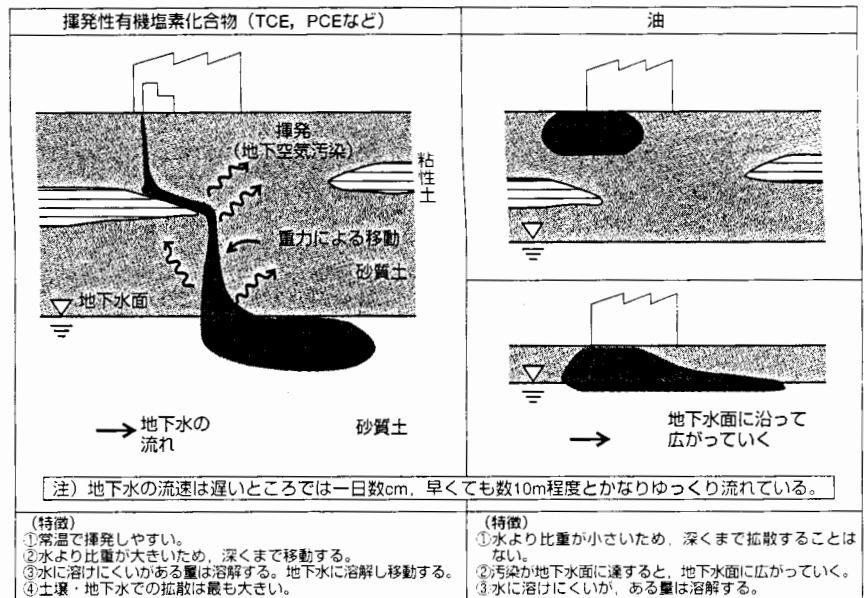 揮発性有機塩素化合物（TCE，PCEなど）
揮発
（地下空気汚染）
粘性土
重力による移動
砂質土
地下水面
地下水の
流れ
砂質土
油
地下水面に沿って
広がっていく
注）地下水の流速は遅いところでは一日数cm，早くても数10m程度とかなりゆっくり流れている。
（特徴）
①常温で揮発しやすい。
②水より比重が大きいため，深くまで移動する。
③水に溶けにくいがある量は溶解する。地下水に溶解し移動する。
④土壌・地下水での拡散は最も大きい。
（特徴）
①水より比重が小さいため，深くまで拡散することは
ない。
②汚染が地下水面に達すると，地下水面に広がっていく。
③水に溶けにくいが，ある量は溶解する。